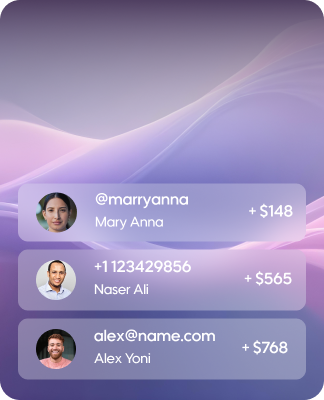 @marryanna
+ $148
Mary Anna
+1 123429856
+ $565
Naser Ali
alex@name.com
+ $768
Alex Yoni